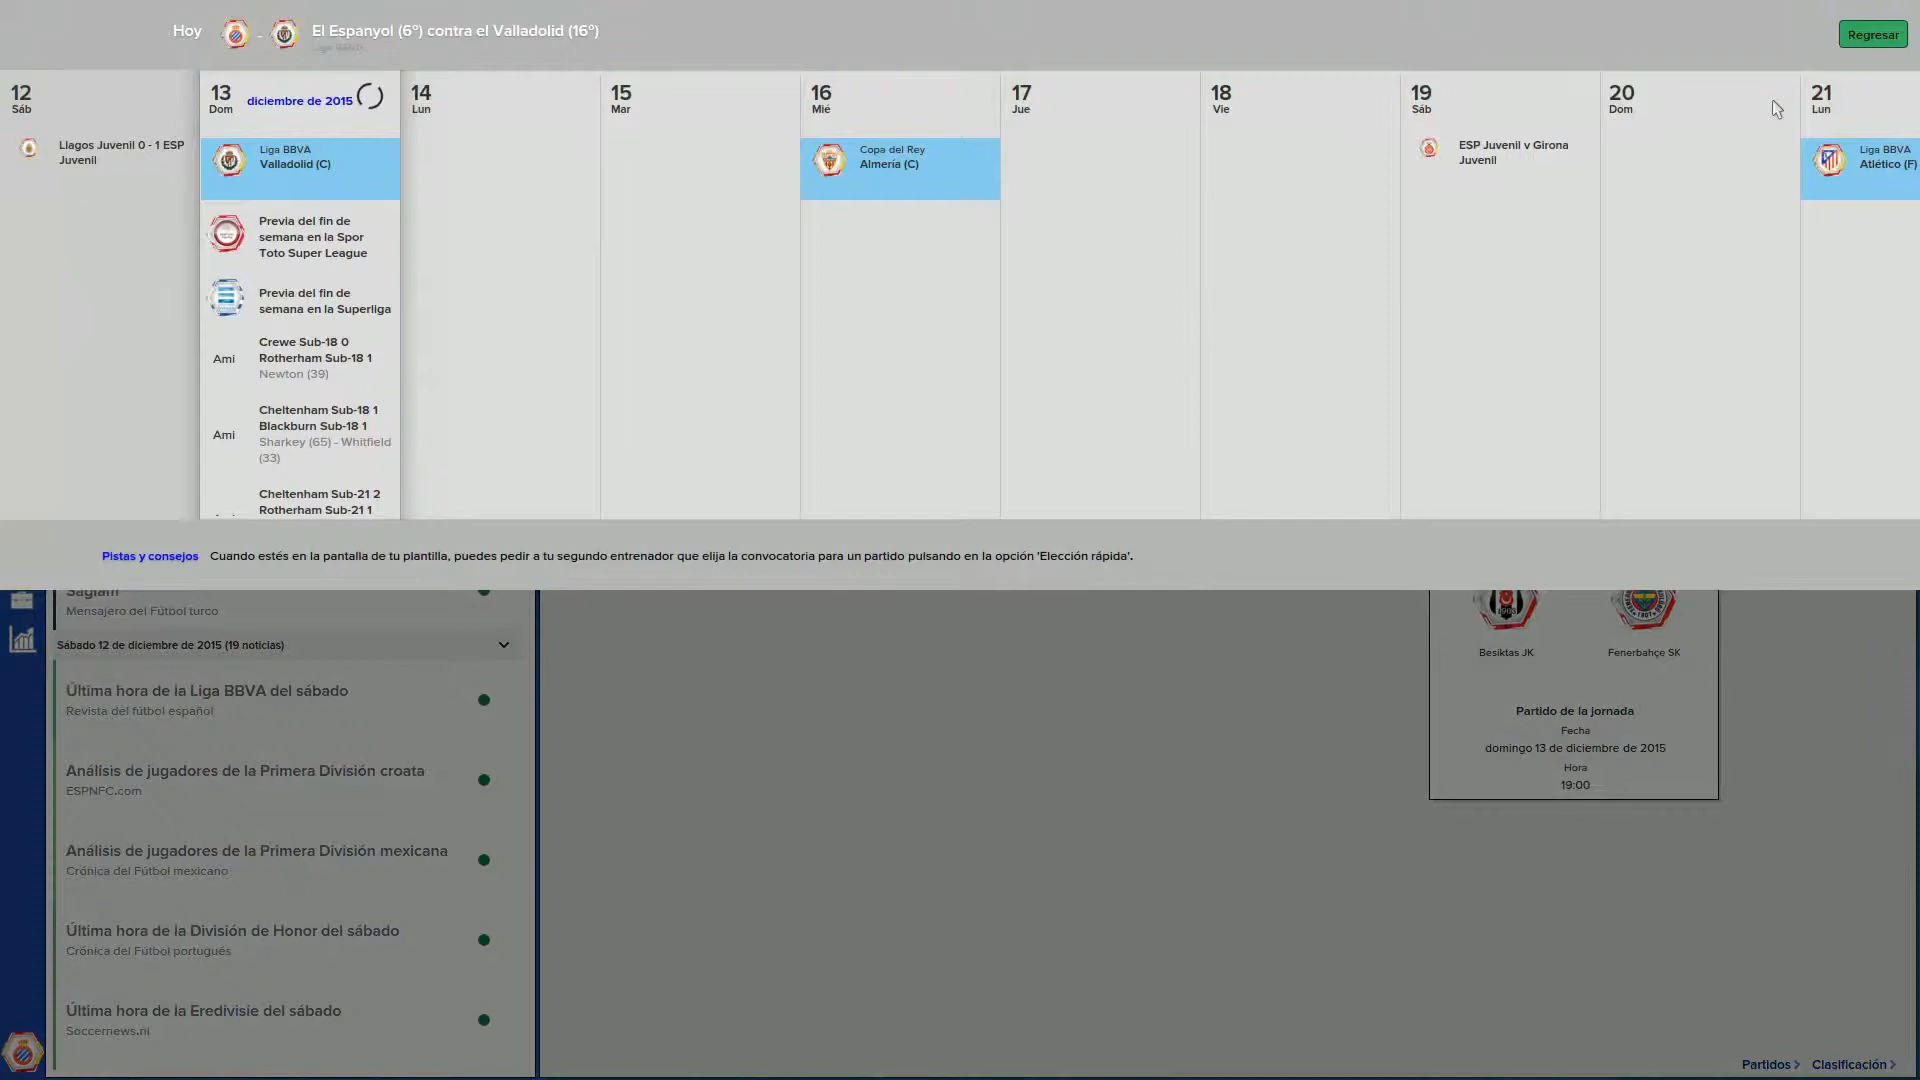 Hoy
El Espanyol (6º) contra el Valladolid (16º)
Liga BBVA
Regresar
12
Sáb
Llagos Juvenil 0 - 1 ESP
Juvenil
13
Dom
diciembre de 2015
Liga BBVA
Valladolid (C)
Previa del fin de
semana en la Spor
Toto Super League
Previa del fin de
semana en la Superliga
Ami
Crewe Sub-18 0
Rotherham Sub-18 1
Newton (39)
Ami
Cheltenham Sub-18 1
Blackburn Sub-18 1
Sharkey (65) - Whitfield
(33)
Cheltenham Sub-21 2
Rotherham Sub-21 1
14
Lun
15
Mar
16
Mié
Copa del Rey
Almería (C)
17
Jue
18
Vie
19
Sáb
ESP Juvenil v Girona
Juvenil
20
Dom
21
Lun
Liga BBVA
Atlético (F)
Pistas y consejos
Cuando estés en la pantalla de tu plantilla, puedes pedir a tu segundo entrenador que elija la convocatoria para un partido pulsando en la opción 'Elección rápida'.
Saglam
Mensajero del Fútbol turco
Sábado 12 de diciembre de 2015 (19 noticias)
Última hora de la Liga BBVA del sábado
Revista del fútbol español
Análisis de jugadores de la Primera División croata
ESPNFC.com
Análisis de jugadores de la Primera División mexicana
Crónica del Fútbol mexicano
Última hora de la División de Honor del sábado
Crónica del Fútbol portugués
Última hora de la Eredivisie del sábado
Soccernews.nl
Besiktas JK
Fenerbahçe SK
Partido de la jornada
Fecha
domingo 13 de diciembre de 2015
Hora
19:00
Partidos
Clasificación